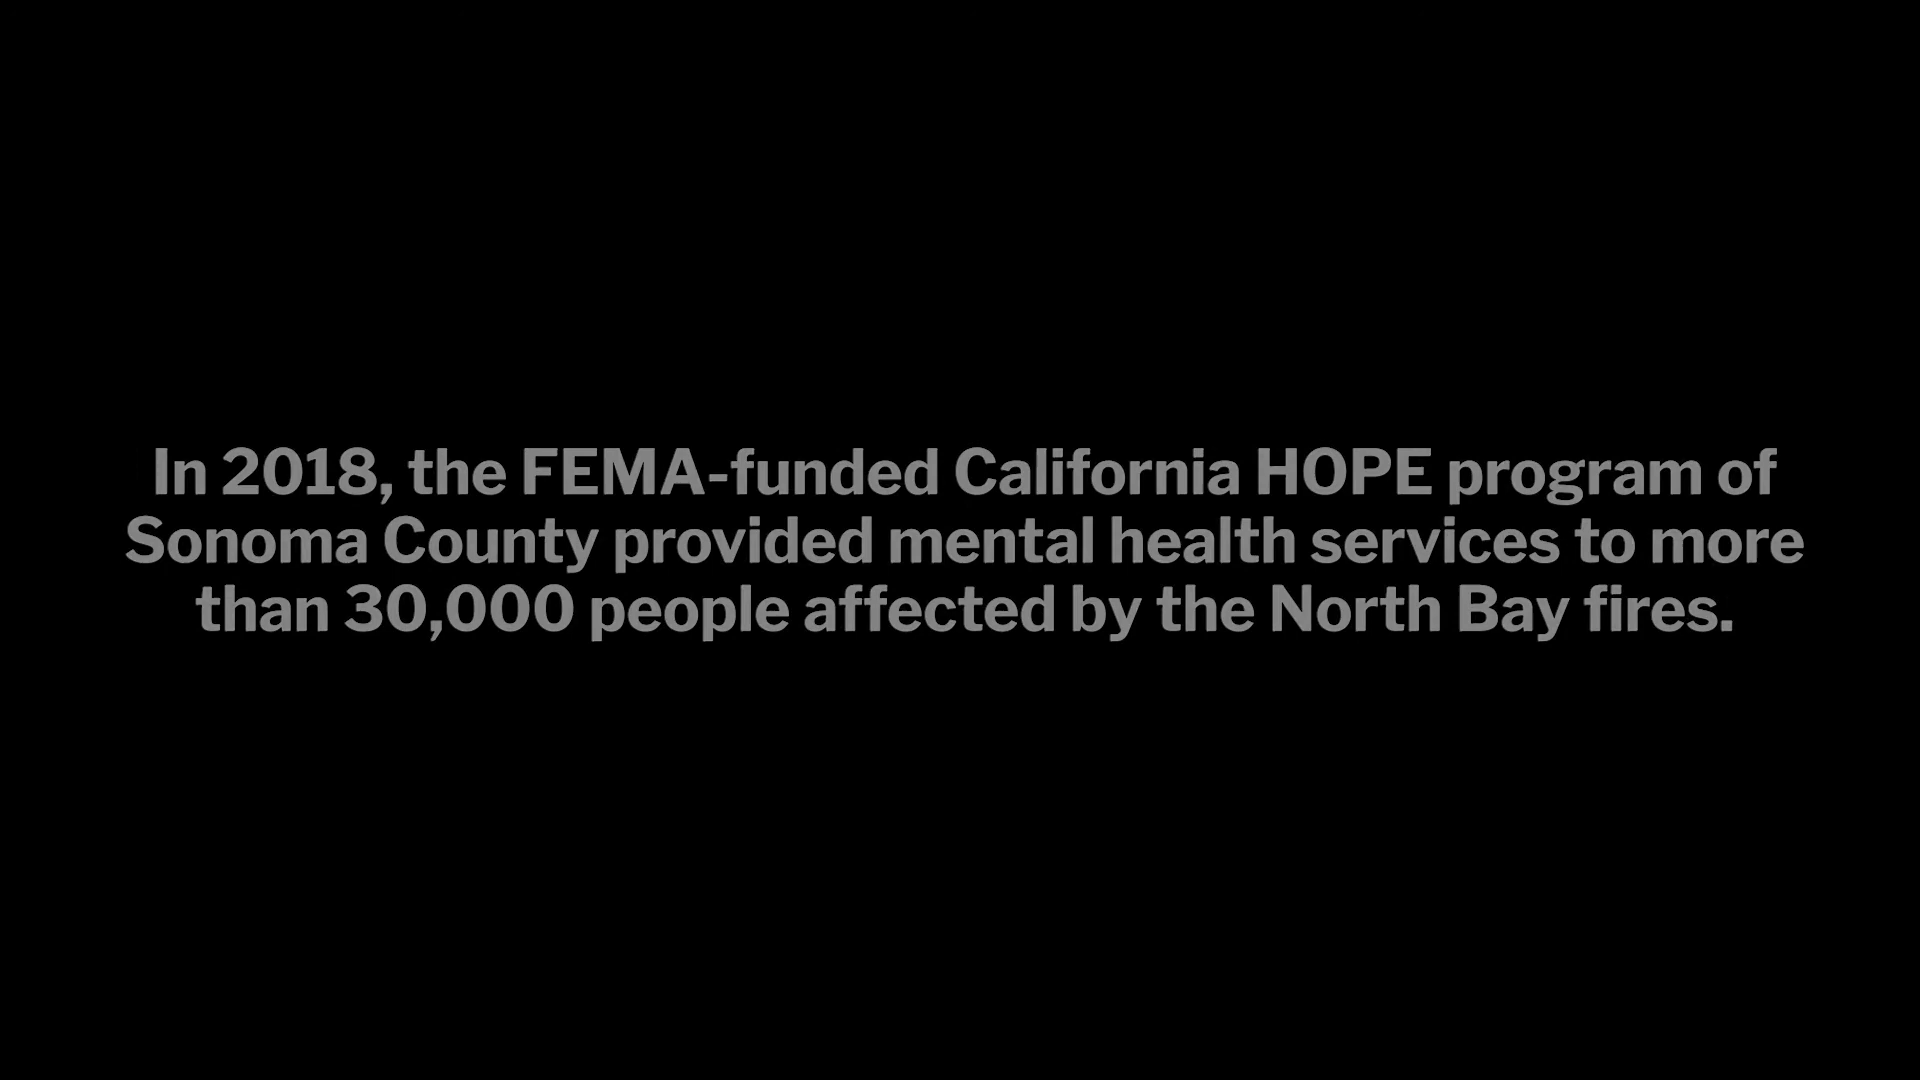 In 2018, the FEMA-funded California HOPE program of
Sonoma County provided mental health services to more
than 30,000 people affected by the North Bay fires.